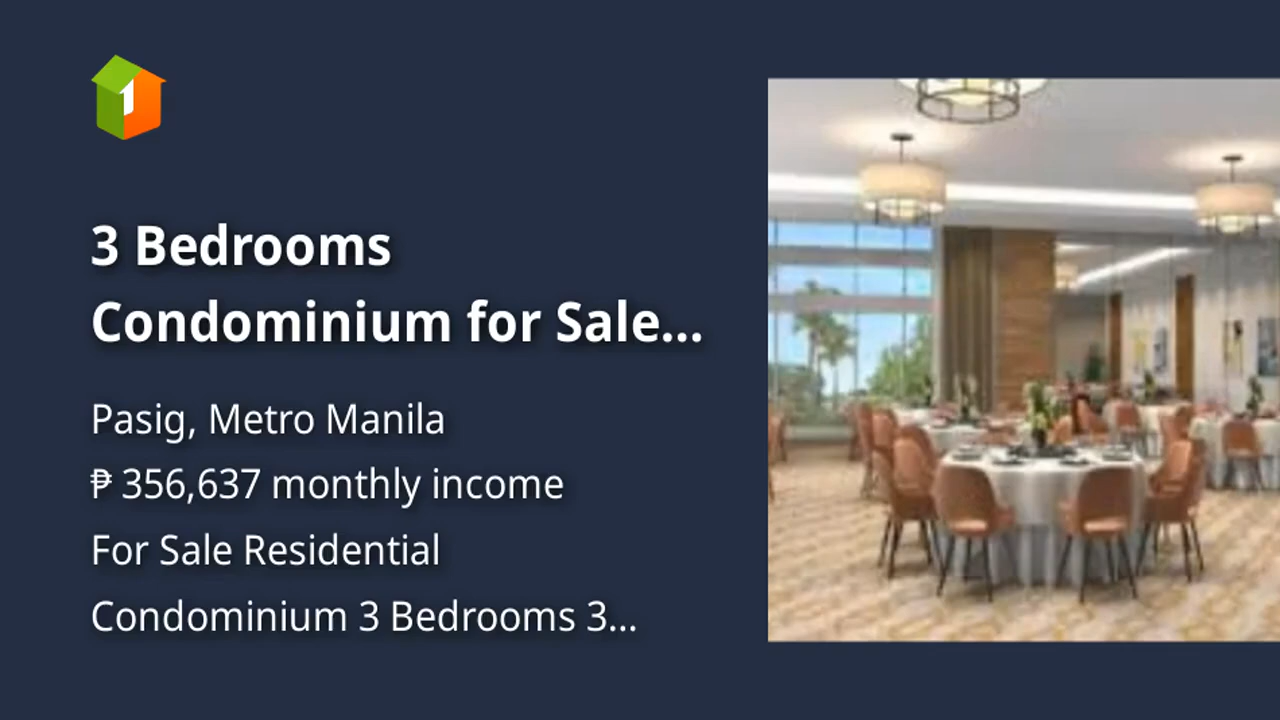 3 Bedrooms
Condominium for Sale...
Pasig, Metro Manila
₱ 356,637 monthly income
For Sale Residential
Condominium 3 Bedrooms 3...